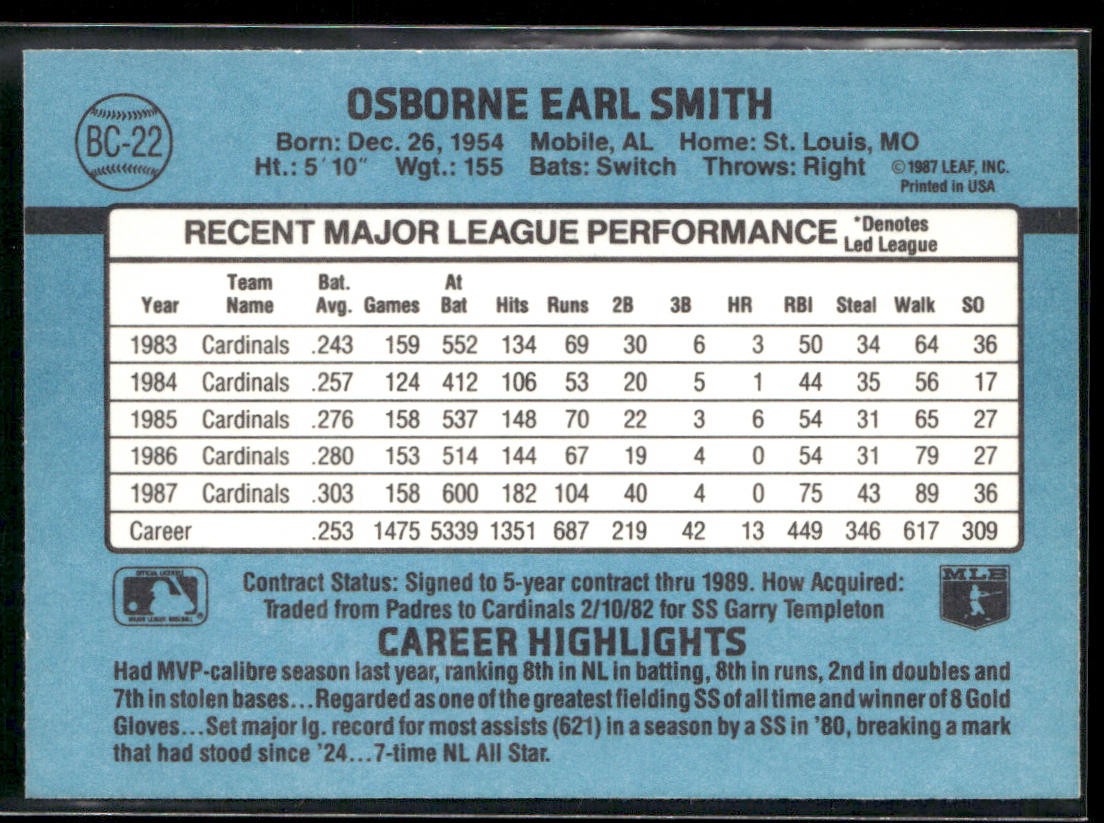 BC-22
OSBORNE EARL SMITH
Born: Dec. 26, 1954 Mobile, AL Home: St. Louis, MO
Ht.: 5' 10" Wgt.: 155 Bats: Switch Throws: Right ©1987 LEAF, INC.
Printed in USA
RECENT MAJOR LEAGUE PERFORMANCE *Denotes
Led League
Team Bat. At
Year Name Avg. Games Bat Hits Runs 2B 3B HR RBI Steal Walk SO
1983 Cardinals .243 159 552 134 69 30 6 3 50 34 64 36
1984 Cardinals .257 124 412 106 53 20 5 1 44 35 56 17
1985 Cardinals .276 158 537 148 70 22 3 6 54 31 65 27
1986 Cardinals .280 153 514 144 67 19 4 0 54 31 79 27
1987 Cardinals .303 158 600 182 104 40 4 0 75 43 89 36
Career .253 1475 5339 1351 687 219 42 13 449 346 617 309
OFFICIAL LICENSEE
MAJOR LEAGUE BASEBALL
®
MLB
Contract Status: Signed to 5-year contract thru 1989. How Acquired:
Traded from Padres to Cardinals 2/10/82 for SS Garry Templeton
CAREER HIGHLIGHTS
Had MVP-calibre season last year, ranking 8th in NL in batting, 8th in runs, 2nd in doubles and
7th in stolen bases...Regarded as one of the greatest fielding SS of all time and winner of 8 Gold
Gloves...Set major lg. record for most assists (621) in a season by a SS in '80, breaking a mark
that had stood since '24...7-time NL All Star.